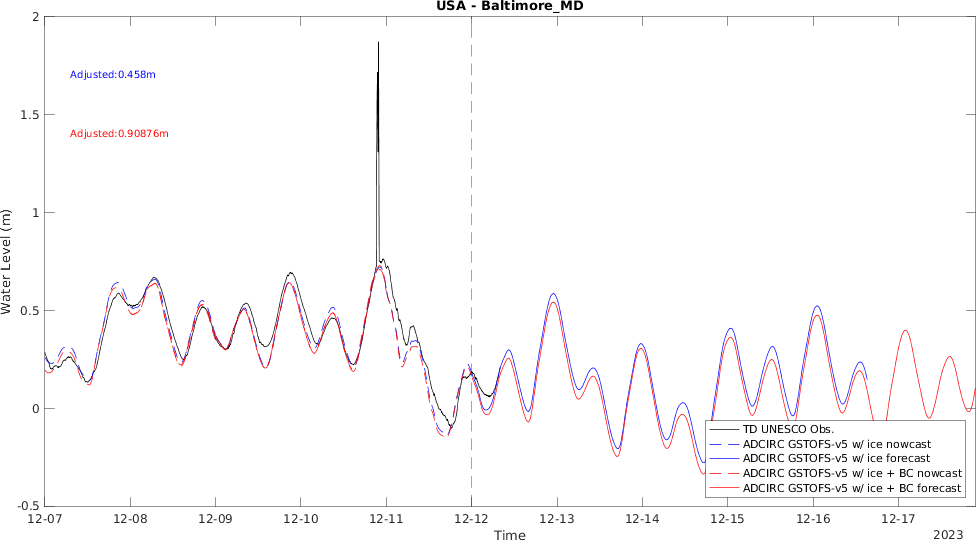 USA - Baltimore_MD
2
Adjusted:0.458m
1.5
Adjusted:0.90876m
1
Water Level (m)
0.5
0
TD UNESCO Obs.
ADCIRC GSTOFS-v5 w/ ice nowcast
ADCIRC GSTOFS-v5 w/ ice forecast
ADCIRC GSTOFS-v5 w/ ice + BC nowcast
ADCIRC GSTOFS-v5 w/ ice + BC forecast
-0.5
12-07 12-08 12-09 12-10 12-11 12-12 12-13 12-14 12-15 12-16 12-17
Time
2023